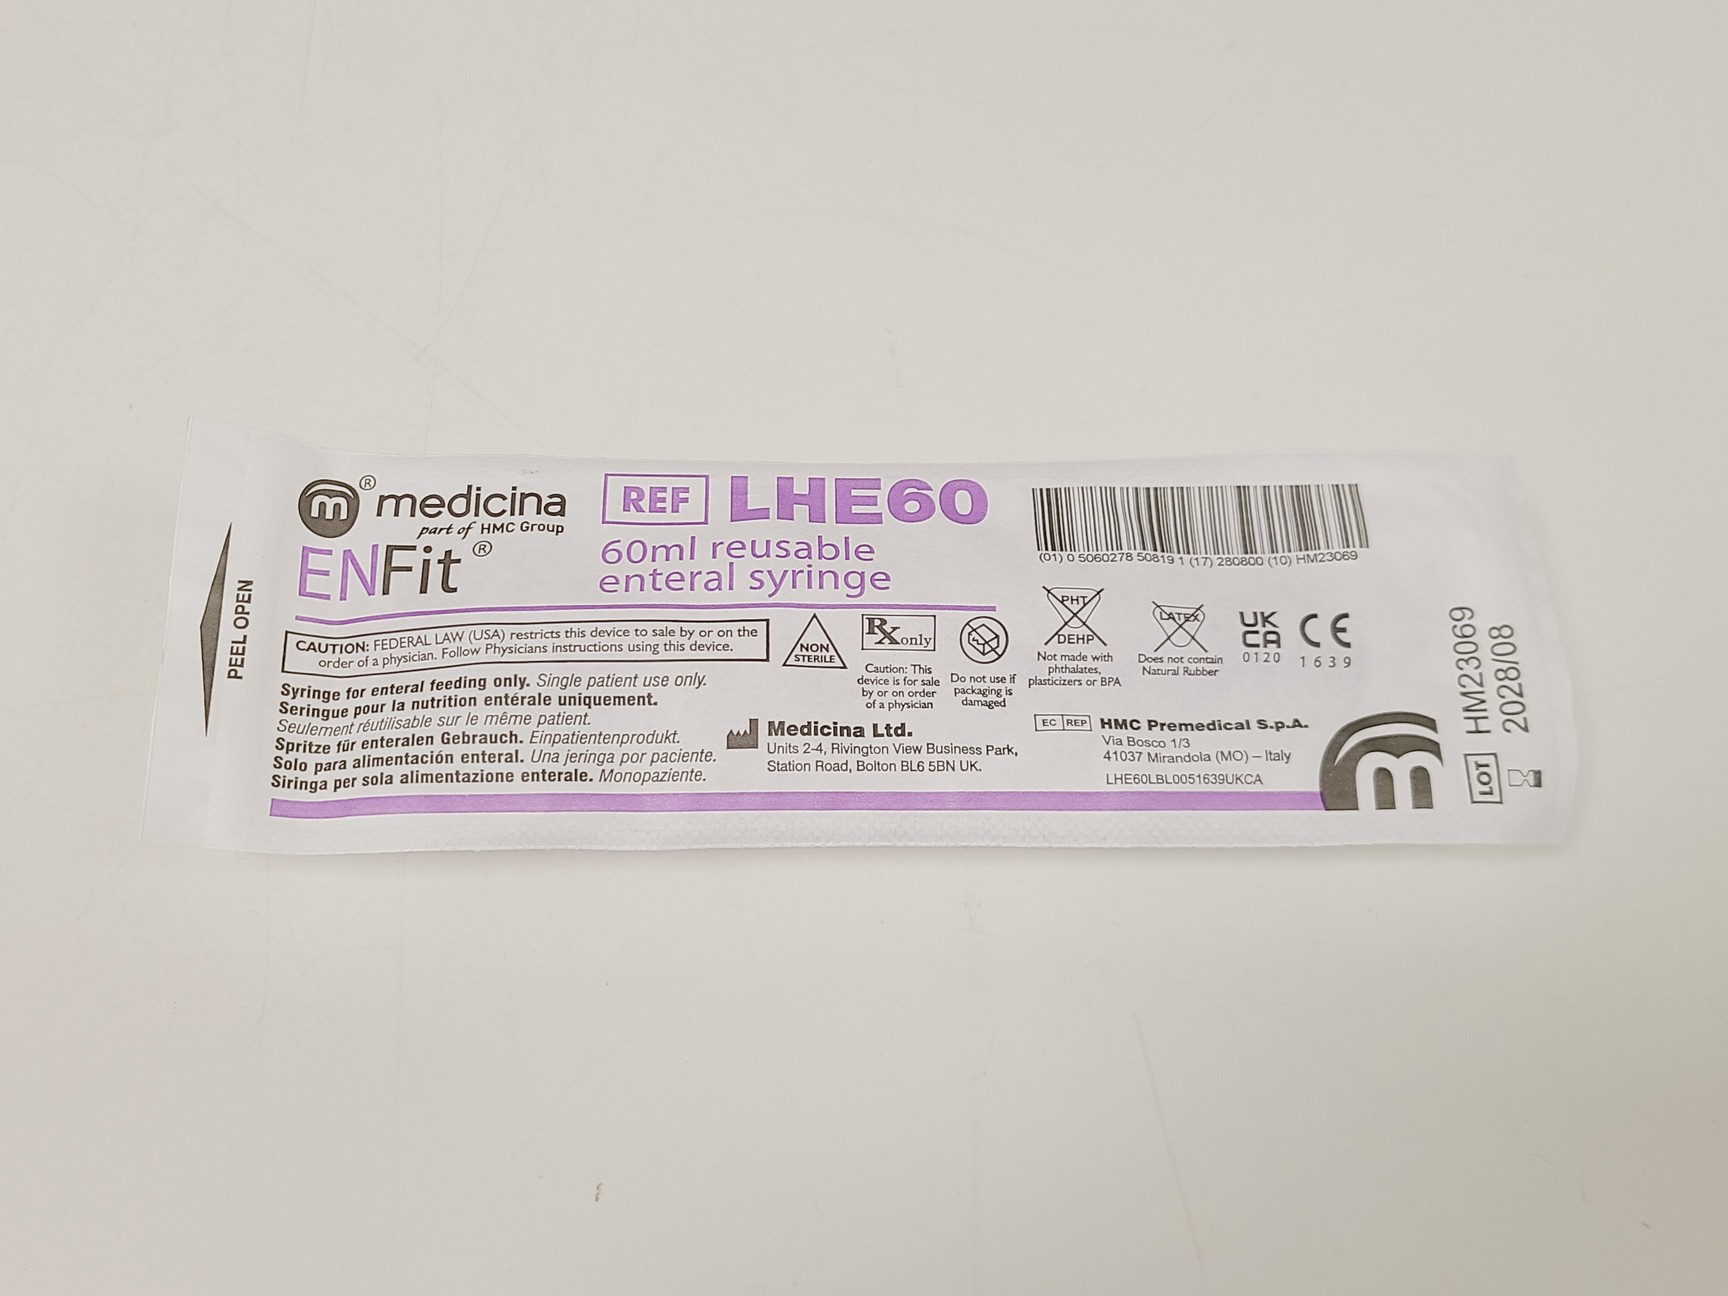 PEEL OPEN
m® medicina
part of HMC Group
ENFit®
REF LHE60
60ml reusable
enteral syringe
(01) 0 5060278 50819 1 (17) 280800 (10) HM23069
CAUTION: FEDERAL LAW (USA) restricts this device to sale by or on the
order of a physician. Follow Physicians instructions using this device.
NON
STERILE
Rx only
Caution: This
device is for sale
by or on order
of a physician
Do not use if
packaging is
damaged
PHT
DEHP
Not made with
phthalates,
plasticizers or BPA
LATEX
Does not contain
Natural Rubber
UK
CA
0120
CE
1639
Syringe for enteral feeding only. Single patient use only.
Seringue pour la nutrition entérale uniquement.
Seulement réutilisable sur le même patient.
Spritze für enteralen Gebrauch. Einpatientenprodukt.
Solo para alimentación enteral. Una jeringa por paciente.
Siringa per sola alimentazione enterale. Monopaziente.
Medicina Ltd.
Units 2-4, Rivington View Business Park,
Station Road, Bolton BL6 5BN UK.
EC REP HMC Premedical S.p.A.
Via Bosco 1/3
41037 Mirandola (MO) – Italy
LHE60LBL0051639UKCA
m
LOT HM23069
2028/08